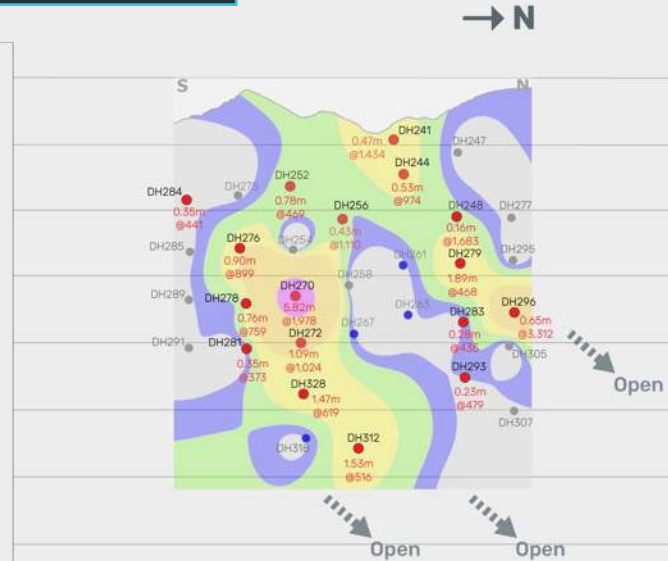 N
S
N
DH241
0.47m
@1,434
DH247
DH244
0.53m
@974
DH252
0.78m
@469
DH273
DH284
0.35m
@441
DH256
0.43m
@1,110
DH248
0.16m
@1,683
DH277
DH276
0.90m
@899
DH254
DH285
DH261
DH279
1.89m
@468
DH295
DH270
5.82m
@1,978
DH258
DH289
DH278
0.76m
@759
DH263
DH283
0.28m
@435
DH296
0.65m
@3,312
DH267
DH272
1.09m
@1,024
DH281
0.35m
@373
DH291
DH305
DH293
0.23m
@479
DH328
1.47m
@619
DH307
DH318
DH312
1.53m
@516
Open
Open
Open